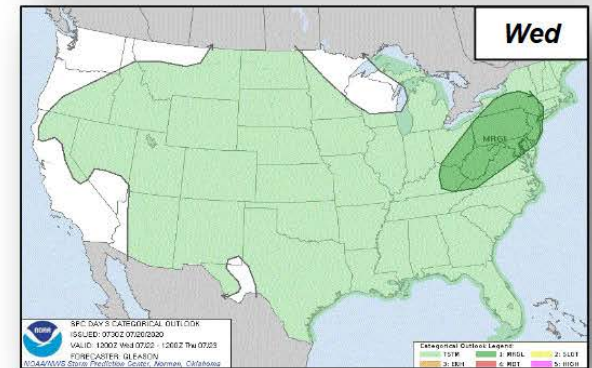 Wed
MRGL
SPC DAY 3 CATEGORICAL OUTLOOK
ISSUED: 0730Z 07/20/2020
VALID: 1200Z Wed 07/22 - 1200Z Thu 07/23
FORECASTER: GLEASON
NOAA/NWS Storm Prediction Center, Norman, Oklahoma
NOAA
Categorical Outlook Legend:
TSTM 1: MRGL 2: SLGT
3: ENH 4: MDT 5: HIGH